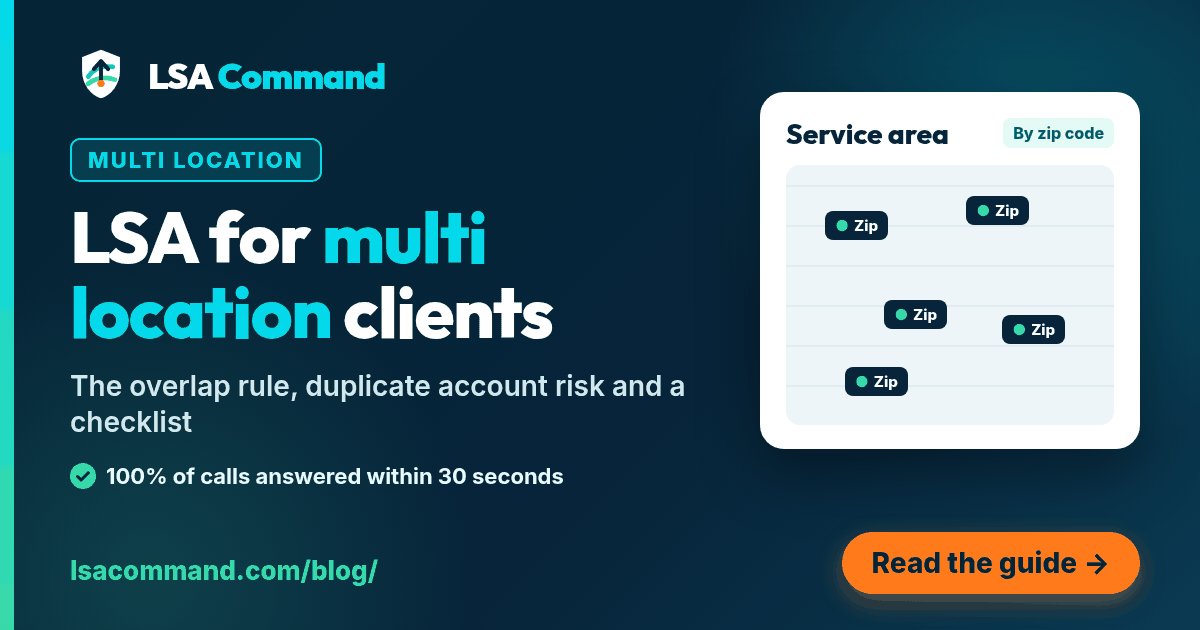 LSA Command
MULTI LOCATION
LSA for multi
location clients
The overlap rule, duplicate account risk and a
checklist
100% of calls answered within 30 seconds
lsacommand.com/blog/
Service area
By zip code
Zip
Zip
Zip
Zip
Zip
Read the guide →